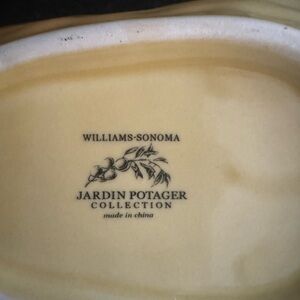 WILLIAMS-SONOMA
JARDIN POTAGER
COLLECTION
made in china